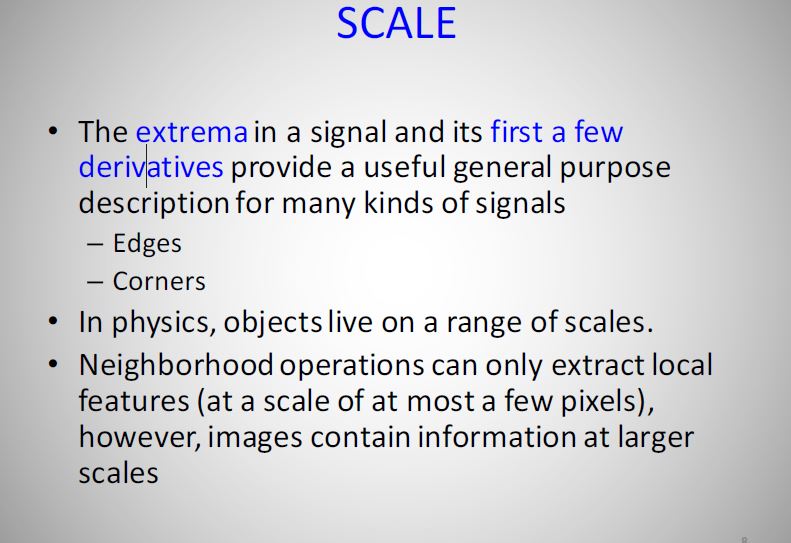 SCALE
• The extrema in a signal and its first a few
derivatives provide a useful general purpose
description for many kinds of signals
– Edges
– Corners
• In physics, objects live on a range of scales.
• Neighborhood operations can only extract local
features (at a scale of at most a few pixels),
however, images contain information at larger
scales